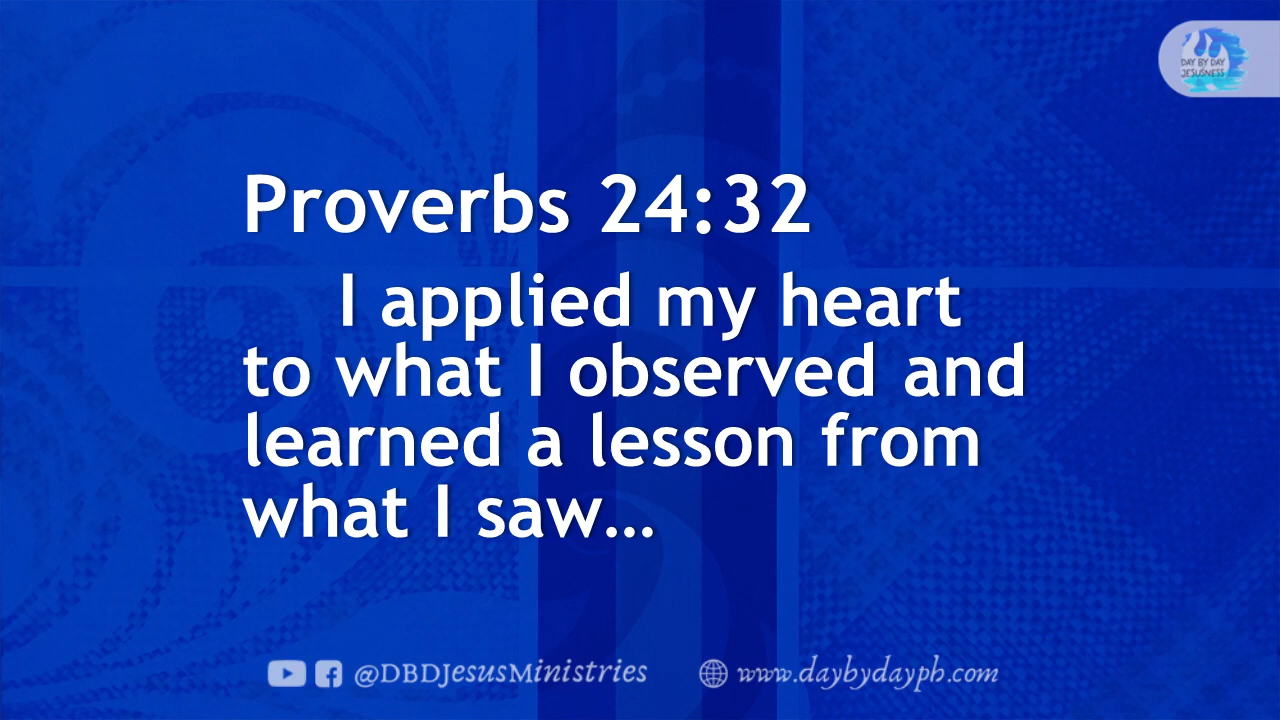 DAY BY DAY
JESUSNESS
Proverbs 24:32
I applied my heart
to what I observed and
learned a lesson from
what I saw…
@DBDJesusMinistries www.daybydayph.com